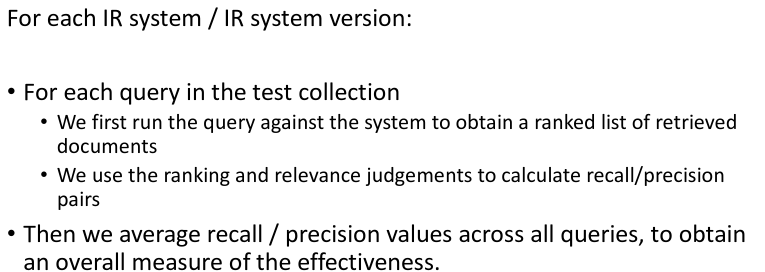 For each IR system / IR system version:
• For each query in the test collection
• We first run the query against the system to obtain a ranked list of retrieved
documents
• We use the ranking and relevance judgements to calculate recall/precision
pairs
• Then we average recall / precision values across all queries, to obtain
an overall measure of the effectiveness.